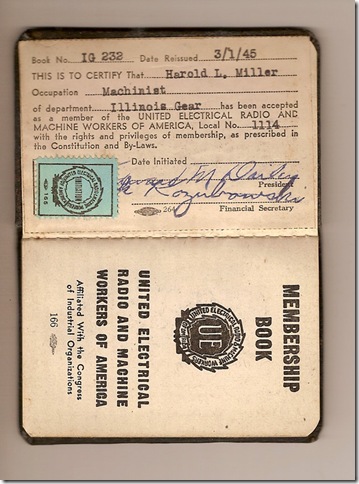 Book No. IG 232 Date Reissued 3/1/45
THIS IS TO CERTIFY That Harold L. Miller
Occupation Machinist
of department Illinois Gear has been accepted
as a member of the UNITED ELECTRICAL RADIO AND
MACHINE WORKERS OF AMERICA, Local No. 1114
with the rights and privileges of membership, as prescribed in
the Constitution and By-Laws.
Date Initiated
President
264 Financial Secretary
MEMBERSHIP
BOOK
UE
UNITED ELECTRICAL
RADIO AND MACHINE
WORKERS OF AMERICA
Affiliated With the Congress
of Industrial Organizations
166